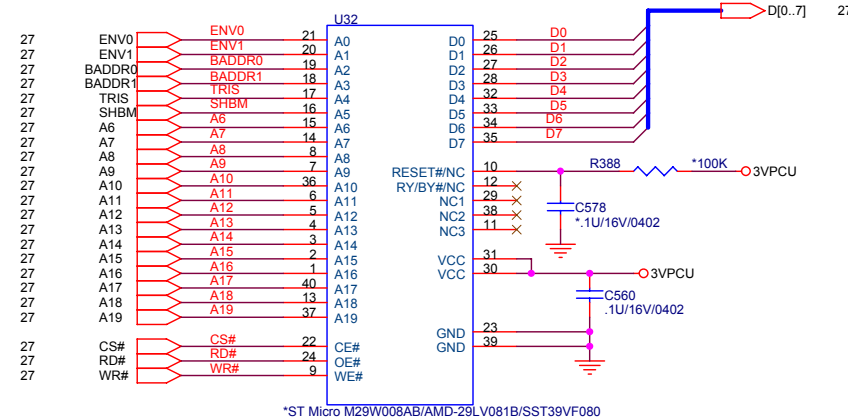 U32
D[0..7] 27
27 ENV0 ENV0 21 A0 D0 25 D0
27 ENV1 ENV1 20 A1 D1 26 D1
27 BADDR0 BADDR0 19 A2 D2 27 D2
27 BADDR1 BADDR1 18 A3 D3 28 D3
27 TRIS TRIS 17 A4 D4 32 D4
27 SHBM SHBM 16 A5 D5 33 D5
27 A6 A6 15 A6 D6 34 D6
27 A7 A7 14 A7 D7 35 D7
27 A8 A8 8 A8
27 A9 A9 7 A9 RESET#/NC 10 R388 *100K 3VPCU
27 A10 A10 36 A10 RY/BY#/NC 12
27 A11 A11 6 A11 NC1 29
27 A12 A12 5 A12 NC2 38 C578
27 A13 A13 4 A13 NC3 11 *.1U/16V/0402
27 A14 A14 3 A14
27 A15 A15 2 A15 VCC 31
27 A16 A16 1 A16 VCC 30 3VPCU
27 A17 A17 40 A17
27 A18 A18 13 A18 C560
27 A19 A19 37 A19 .1U/16V/0402
GND 23
27 CS# CS# 22 CE# GND 39
27 RD# RD# 24 OE#
27 WR# WR# 9 WE#
*ST Micro M29W008AB/AMD-29LV081B/SST39VF080